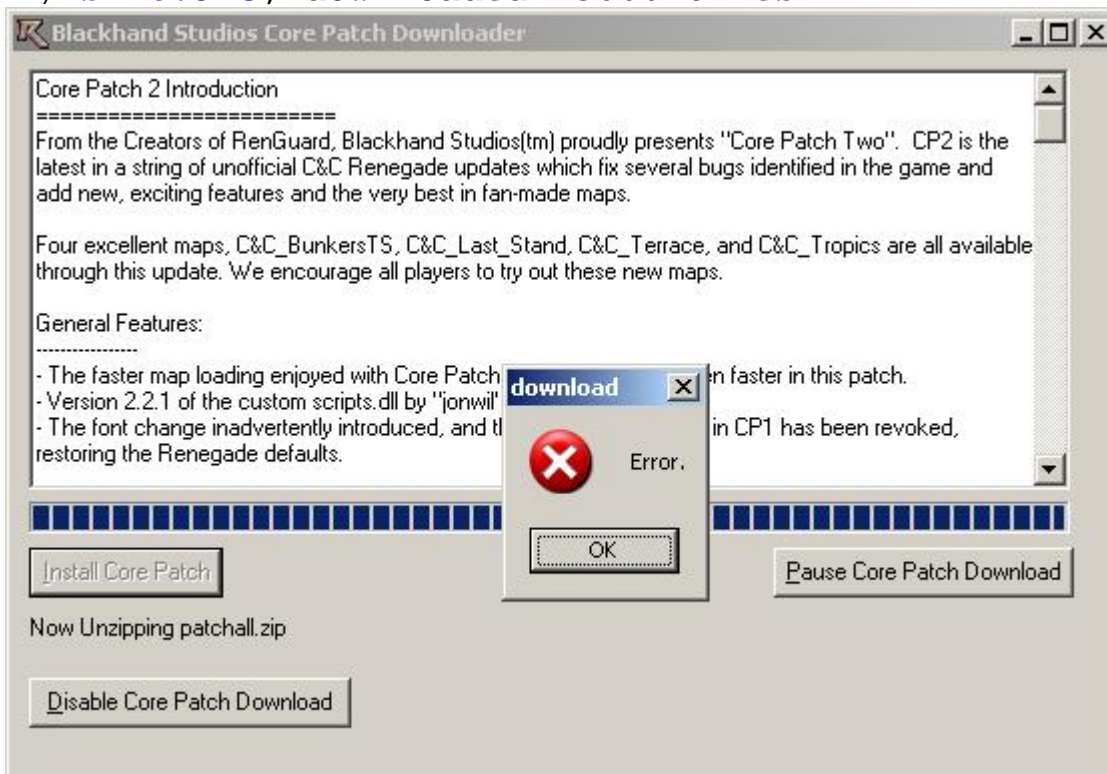 Blackhand Studios Core Patch Downloader
Core Patch 2 Introduction
=========================
From the Creators of RenGuard, Blackhand Studios(tm) proudly presents "Core Patch Two". CP2 is the
latest in a string of unofficial C&C Renegade updates which fix several bugs identified in the game and
add new, exciting features and the very best in fan-made maps.
Four excellent maps, C&C_BunkersTS, C&C_Last_Stand, C&C_Terrace, and C&C_Tropics are all available
through this update. We encourage all players to try out these new maps.
General Features:
----------------
- The faster map loading enjoyed with Core Patch n faster in this patch.
- Version 2.2.1 of the custom scripts.dll by "jonwil"
- The font change inadvertently introduced, and in CP1 has been revoked,
restoring the Renegade defaults.
download
Error.
OK
Install Core Patch
Pause Core Patch Download
Now Unzipping patchall.zip
Disable Core Patch Download